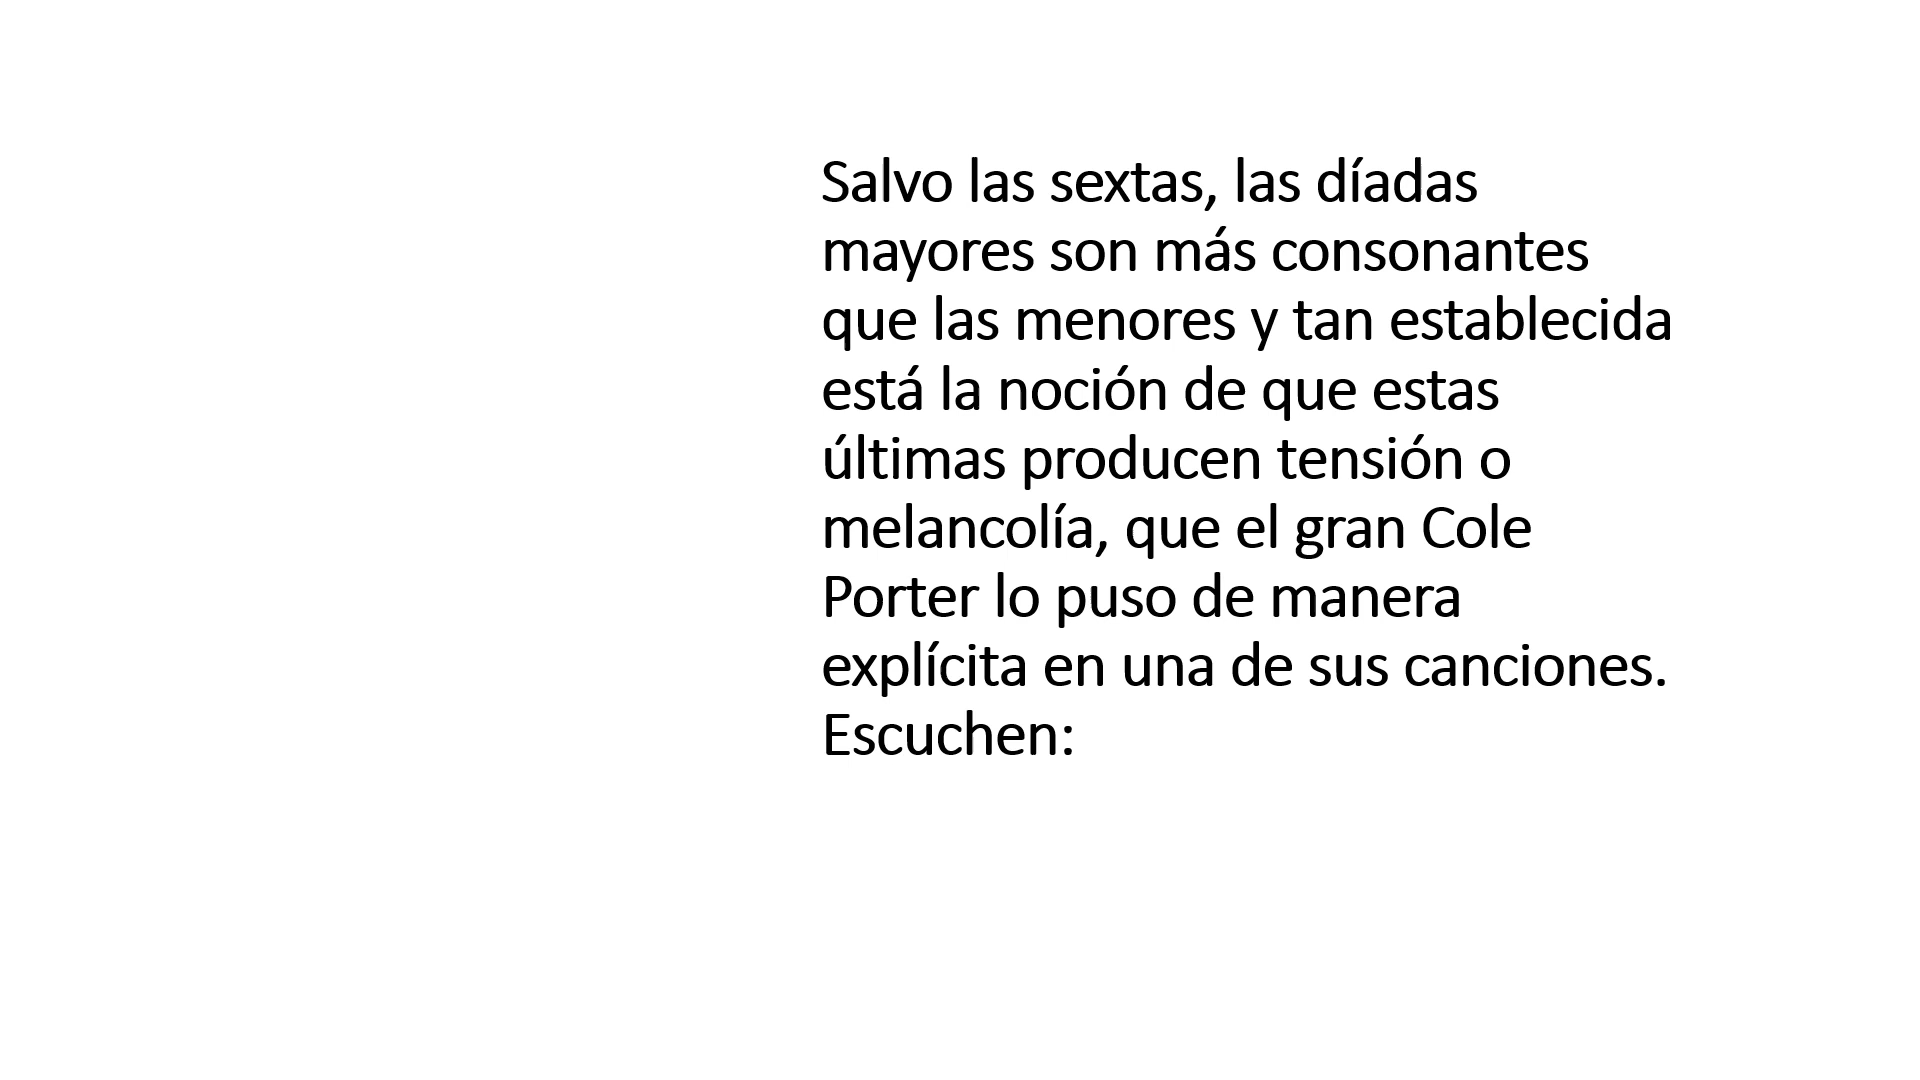 Salvo las sextas, las díadas
mayores son más consonantes
que las menores y tan establecida
está la noción de que estas
últimas producen tensión o
melancolía, que el gran Cole
Porter lo puso de manera
explícita en una de sus canciones.
Escuchen: